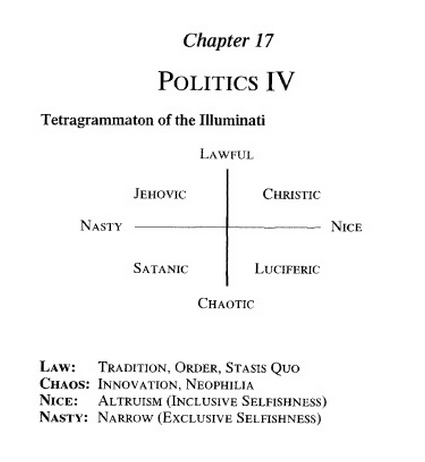 Chapter 17
POLITICS IV
Tetragrammaton of the Illuminati
LAWFUL
JEHOVIC CHRISTIC
NASTY NICE
SATANIC LUCIFERIC
CHAOTIC
LAW: TRADITION, ORDER, STASIS QUO
CHAOS: INNOVATION, NEOPHILIA
NICE: ALTRUISM (INCLUSIVE SELFISHNESS)
NASTY: NARROW (EXCLUSIVE SELFISHNESS)